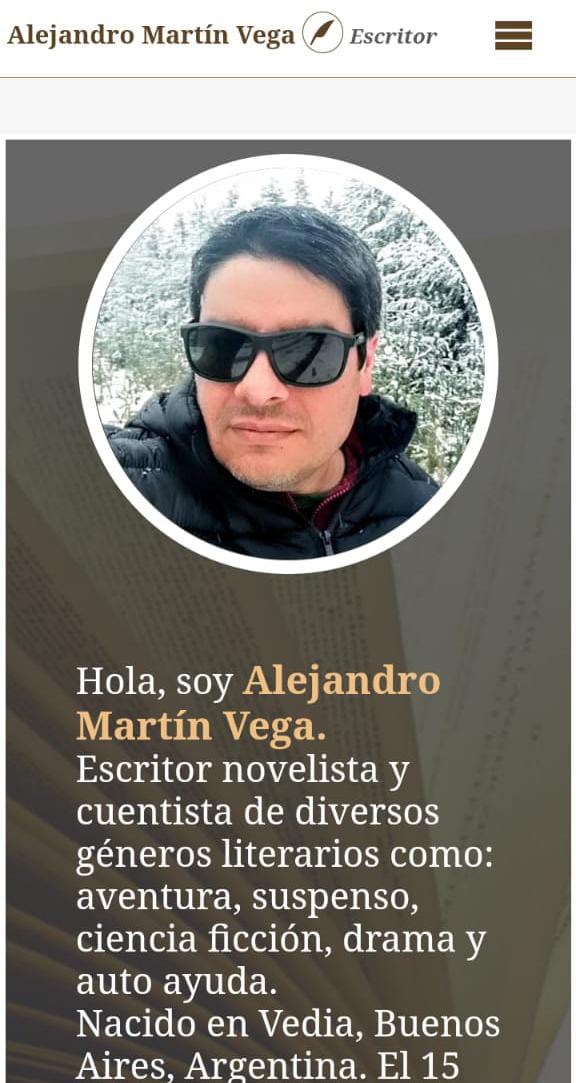 Alejandro Martín Vega Escritor
Hola, soy Alejandro
Martín Vega.
Escritor novelista y
cuentista de diversos
géneros literarios como:
aventura, suspenso,
ciencia ficción, drama y
auto ayuda.
Nacido en Vedia, Buenos
Aires, Argentina. El 15